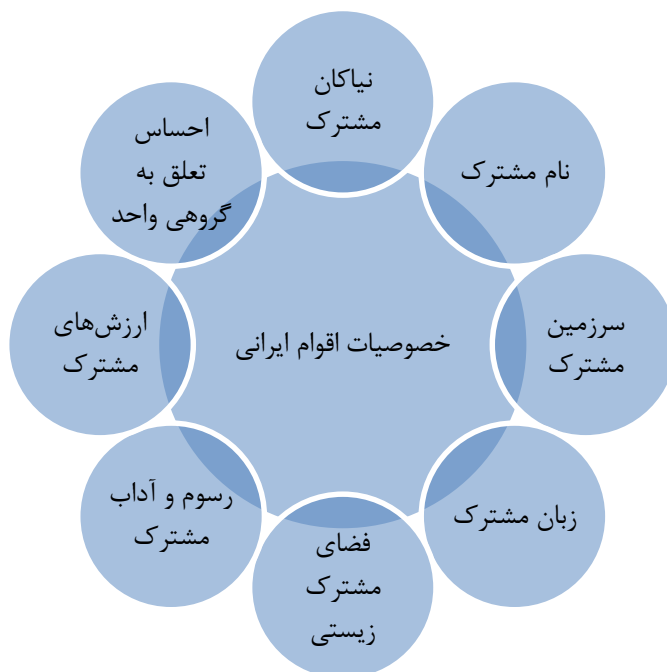 نیاکان
مشترک
نام مشترک
سرزمین
مشترک
زبان مشترک
فضای
مشترک
زیستی
رسوم و آداب
مشترک
ارزش‌های
مشترک
احساس
تعلق به
گروهی واحد
خصوصیات اقوام ایرانی